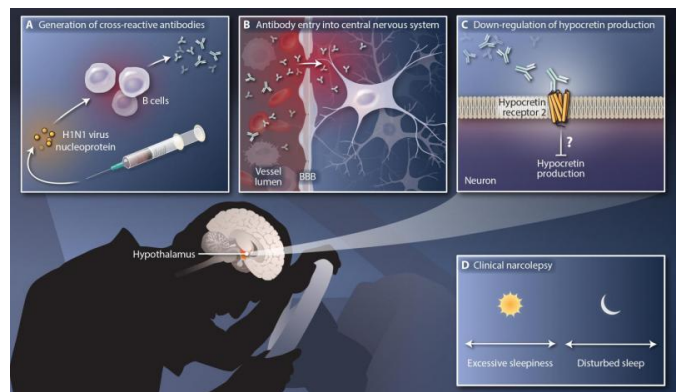 A Generation of cross-reactive antibodies
B cells
H1N1 virus
nucleoprotein
B Antibody entry into central nervous system
Vessel
lumen
BBB
C Down-regulation of hypocretin production
Hypocretin
receptor 2
?
Hypocretin
production
Neuron
Hypothalamus
D Clinical narcolepsy
Excessive sleepiness
Disturbed sleep